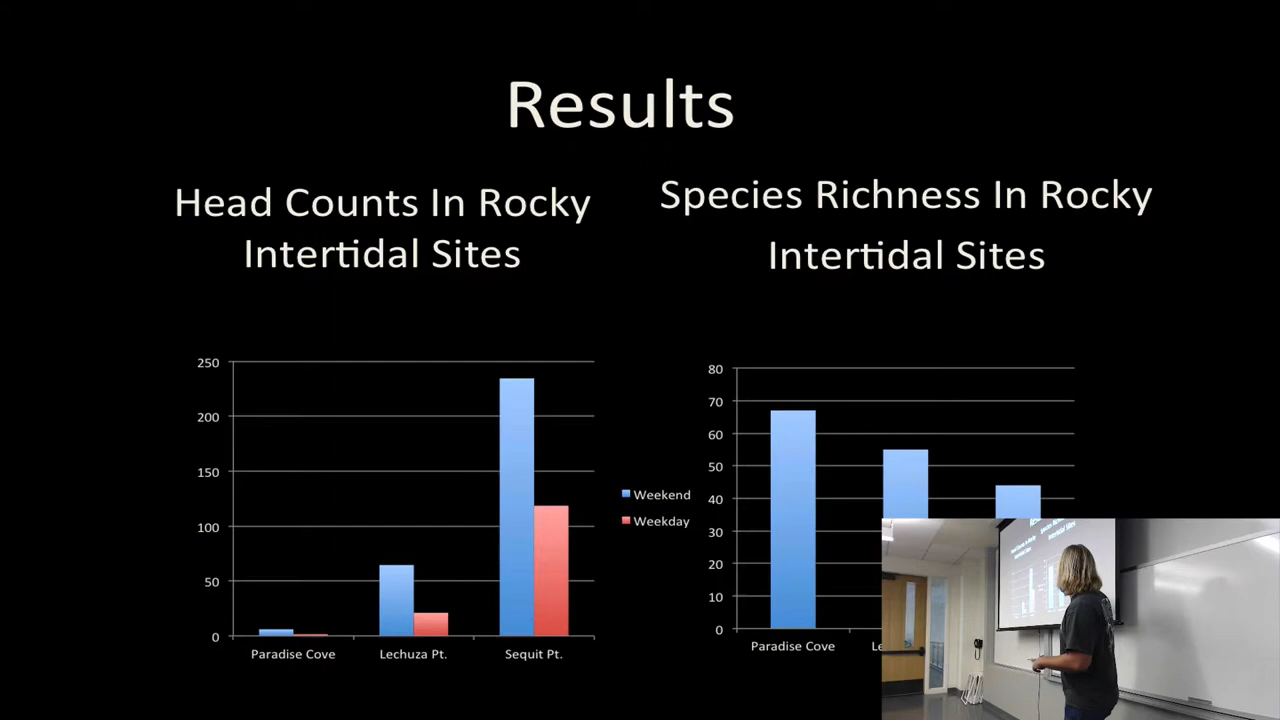 Results
Head Counts In Rocky
Intertidal Sites
Species Richness In Rocky
Intertidal Sites
250
200
150
100
50
0
Paradise Cove
Lechuza Pt.
Sequit Pt.
Weekend
Weekday
80
70
60
50
40
30
20
10
0
Paradise Cove